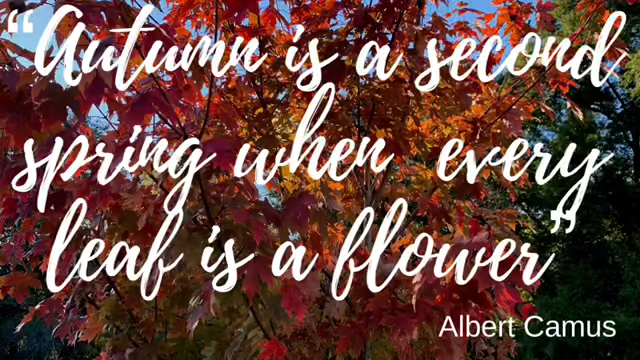 “Autumn is a second
spring when every
leaf is a flower”
Albert Camus